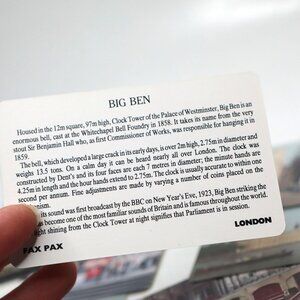 BIG BEN
Housed in the 12m square, 97m high, Clock Tower of the Palace of Westminster, Big Ben is an
enormous bell, cast at the Whitechapel Bell Foundry in 1858. It takes its name from the very
stout Sir Benjamin Hall who, as first Commissioner of Works, was responsible for hanging it in
1859.
The bell, which developed a large crack in its early days, is over 2m high, 2.75m in diameter and
weighs 13.5 tons. On a calm day it can be heard nearly all over London. The clock was
constructed by Dent's and its four faces are each 7 metres in diameter; the minute hands are
4.25m in length and the hour hands extend to 2.75m. The clock is usually accurate to within one
second per annum. Fine adjustments are made by varying a number of coins placed on the
its sound was first broadcast by the BBC on New Year's Eve, 1923, Big Ben striking the
as become one of the most familiar sounds of Britain and is famous throughout the world.
ght shining from the Clock Tower at night signifies that Parliament is in session.
FAX PAX
LONDON